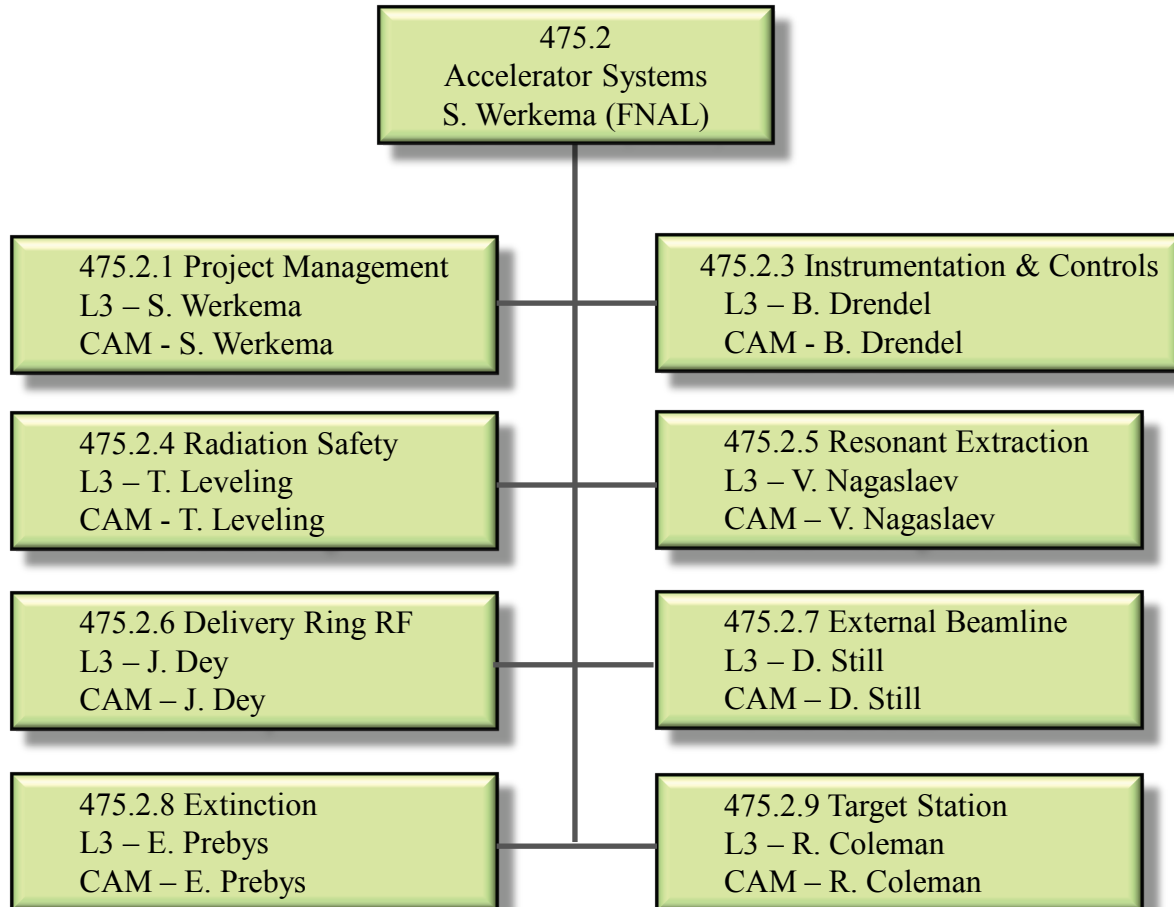 475.2
Accelerator Systems
S. Werkema (FNAL)
475.2.1 Project Management
L3 – S. Werkema
CAM - S. Werkema
475.2.3 Instrumentation & Controls
L3 – B. Drendel
CAM - B. Drendel
475.2.4 Radiation Safety
L3 – T. Leveling
CAM - T. Leveling
475.2.5 Resonant Extraction
L3 – V. Nagaslaev
CAM – V. Nagaslaev
475.2.6 Delivery Ring RF
L3 – J. Dey
CAM – J. Dey
475.2.7 External Beamline
L3 – D. Still
CAM – D. Still
475.2.8 Extinction
L3 – E. Prebys
CAM – E. Prebys
475.2.9 Target Station
L3 – R. Coleman
CAM – R. Coleman